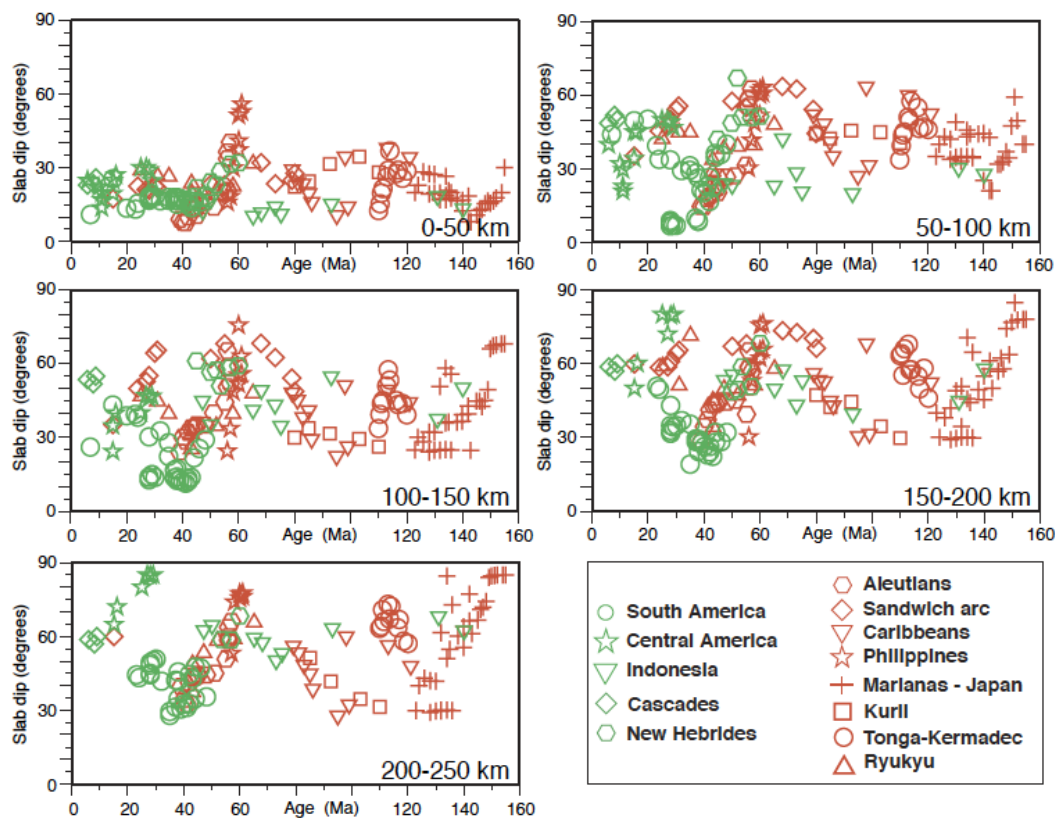 90
60
30
0
Slab dip (degrees)
0-50 km
0 20 40 60 Age (Ma) 120 140 160
90
60
30
0
Slab dip (degrees)
50-100 km
0 20 40 60 Age (Ma) 120 140 160
90
60
30
0
Slab dip (degrees)
100-150 km
0 20 40 60 Age (Ma) 120 140 160
90
60
30
0
Slab dip (degrees)
150-200 km
0 20 40 60 Age (Ma) 120 140 160
90
60
30
0
Slab dip (degrees)
200-250 km
0 20 40 60 Age (Ma) 120 140 160
South America
Central America
Indonesia
Cascades
New Hebrides
Aleutians
Sandwich arc
Caribbeans
Philippines
Marianas - Japan
Kuril
Tonga-Kermadec
Ryukyu